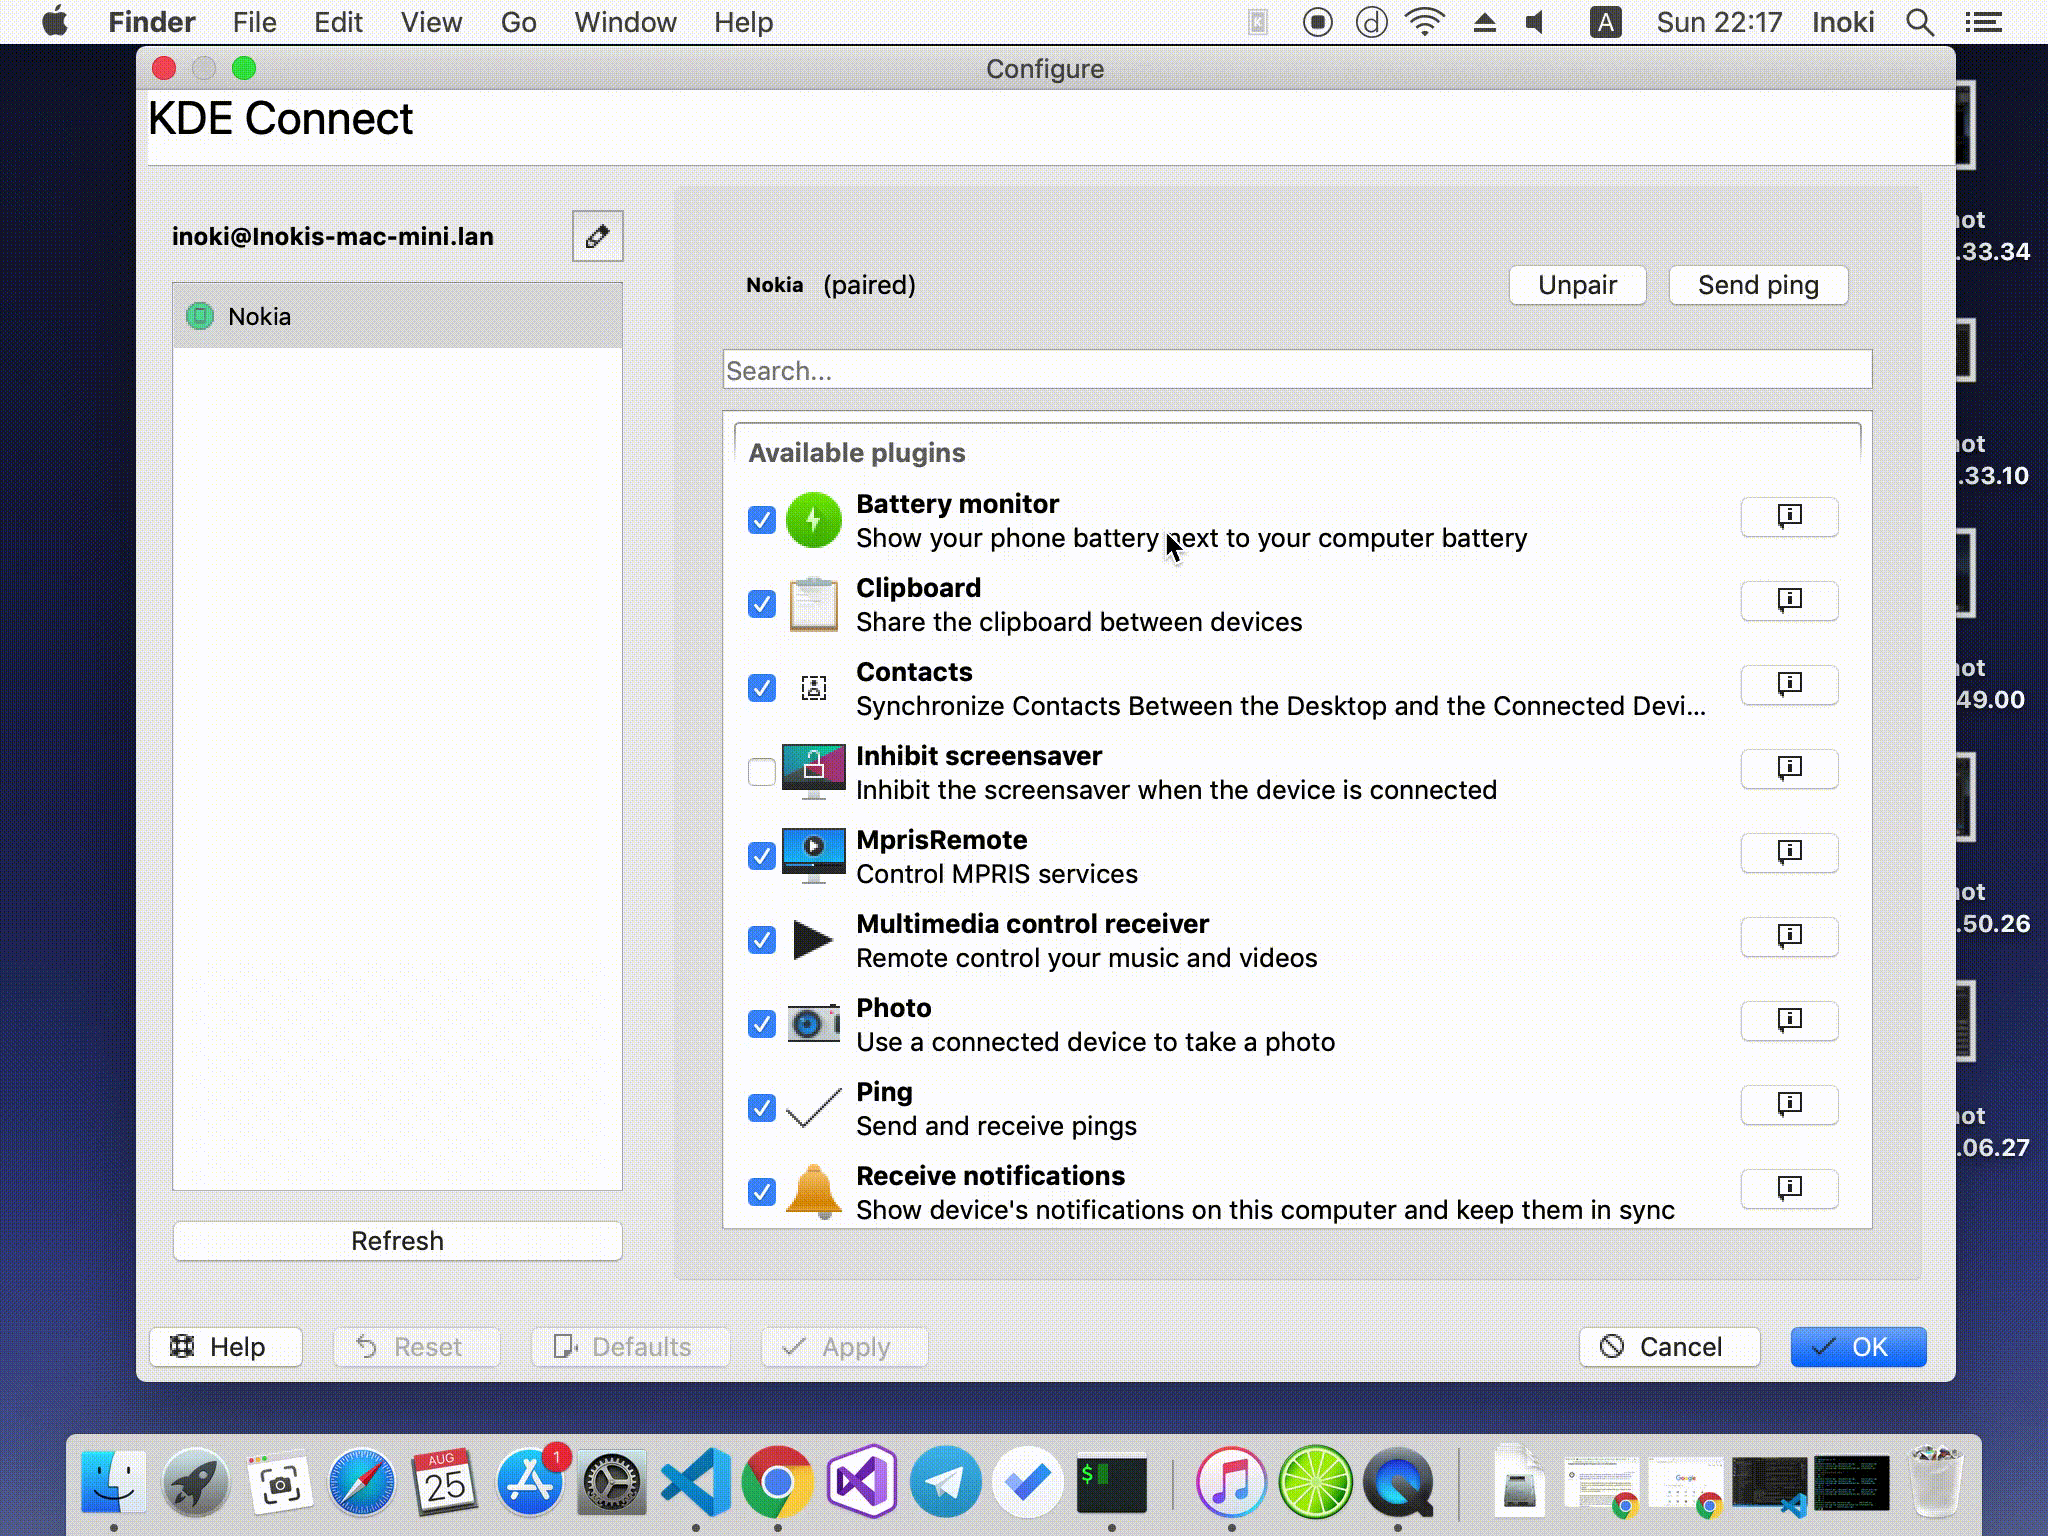 Finder File Edit View Go Window Help
A Sun 22:17 Inoki
Configure
KDE Connect
inoki@Inokis-mac-mini.lan
Nokia
Refresh
Nokia (paired)
Unpair
Send ping
Search...
Available plugins
Battery monitor
Show your phone battery next to your computer battery
Clipboard
Share the clipboard between devices
Contacts
Synchronize Contacts Between the Desktop and the Connected Devi...
Inhibit screensaver
Inhibit the screensaver when the device is connected
MprisRemote
Control MPRIS services
Multimedia control receiver
Remote control your music and videos
Photo
Use a connected device to take a photo
Ping
Send and receive pings
Receive notifications
Show device's notifications on this computer and keep them in sync
Help
Reset
Defaults
Apply
Cancel
OK
ot
.33.34
ot
.33.10
ot
49.00
ot
.50.26
ot
.06.27
AUG
25
1
$